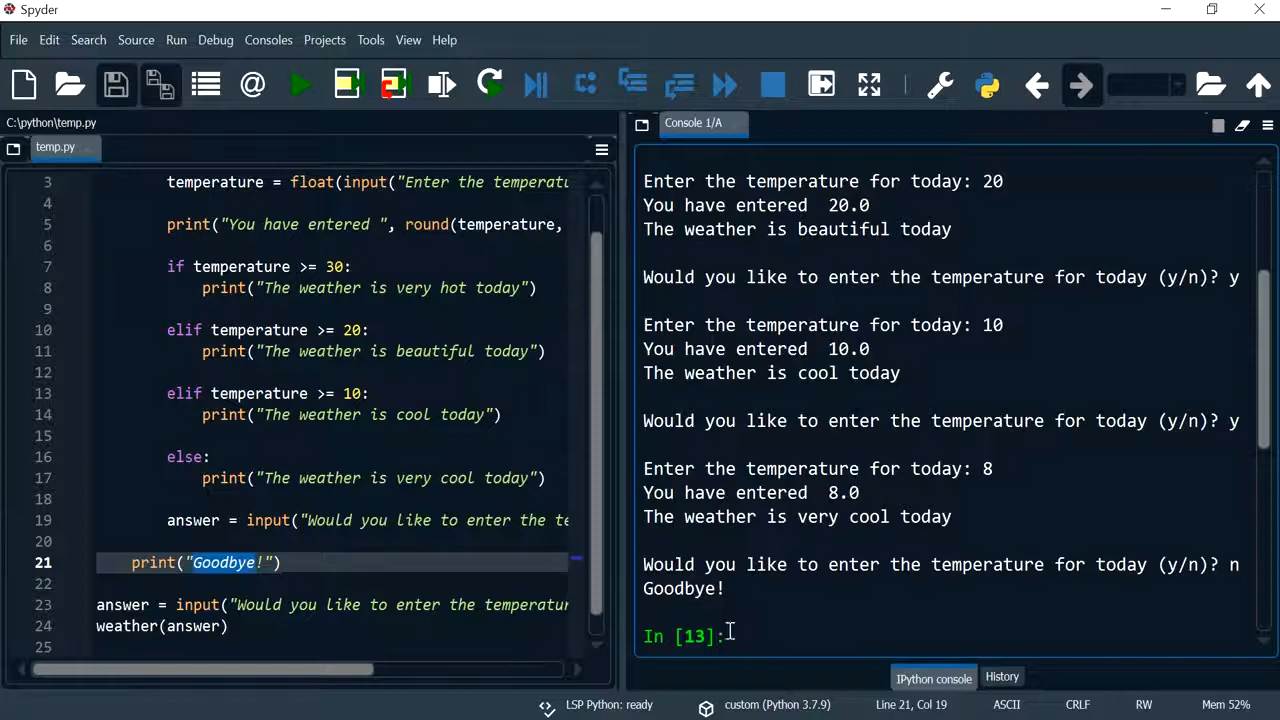 Spyder
File Edit Search Source Run Debug Consoles Projects Tools View Help
C:\python\temp.py
temp.py
3 temperature = float(input("Enter the temperatu
4
5 print("You have entered ", round(temperature,
6
7 if temperature >= 30:
8 print("The weather is very hot today")
9
10 elif temperature >= 20:
11 print("The weather is beautiful today")
12
13 elif temperature >= 10:
14 print("The weather is cool today")
15
16 else:
17 print("The weather is very cool today")
18
19 answer = input("Would you like to enter the te
20
21 print("Goodbye!")
22
23 answer = input("Would you like to enter the temperatur
24 weather(answer)
25
Console 1/A
Enter the temperature for today: 20
You have entered  20.0
The weather is beautiful today
Would you like to enter the temperature for today (y/n)? y
Enter the temperature for today: 10
You have entered  10.0
The weather is cool today
Would you like to enter the temperature for today (y/n)? y
Enter the temperature for today: 8
You have entered  8.0
The weather is very cool today
Would you like to enter the temperature for today (y/n)? n
Goodbye!
In [13]:
IPython console History
LSP Python: ready custom (Python 3.7.9) Line 21, Col 19 ASCII CRLF RW Mem 52%